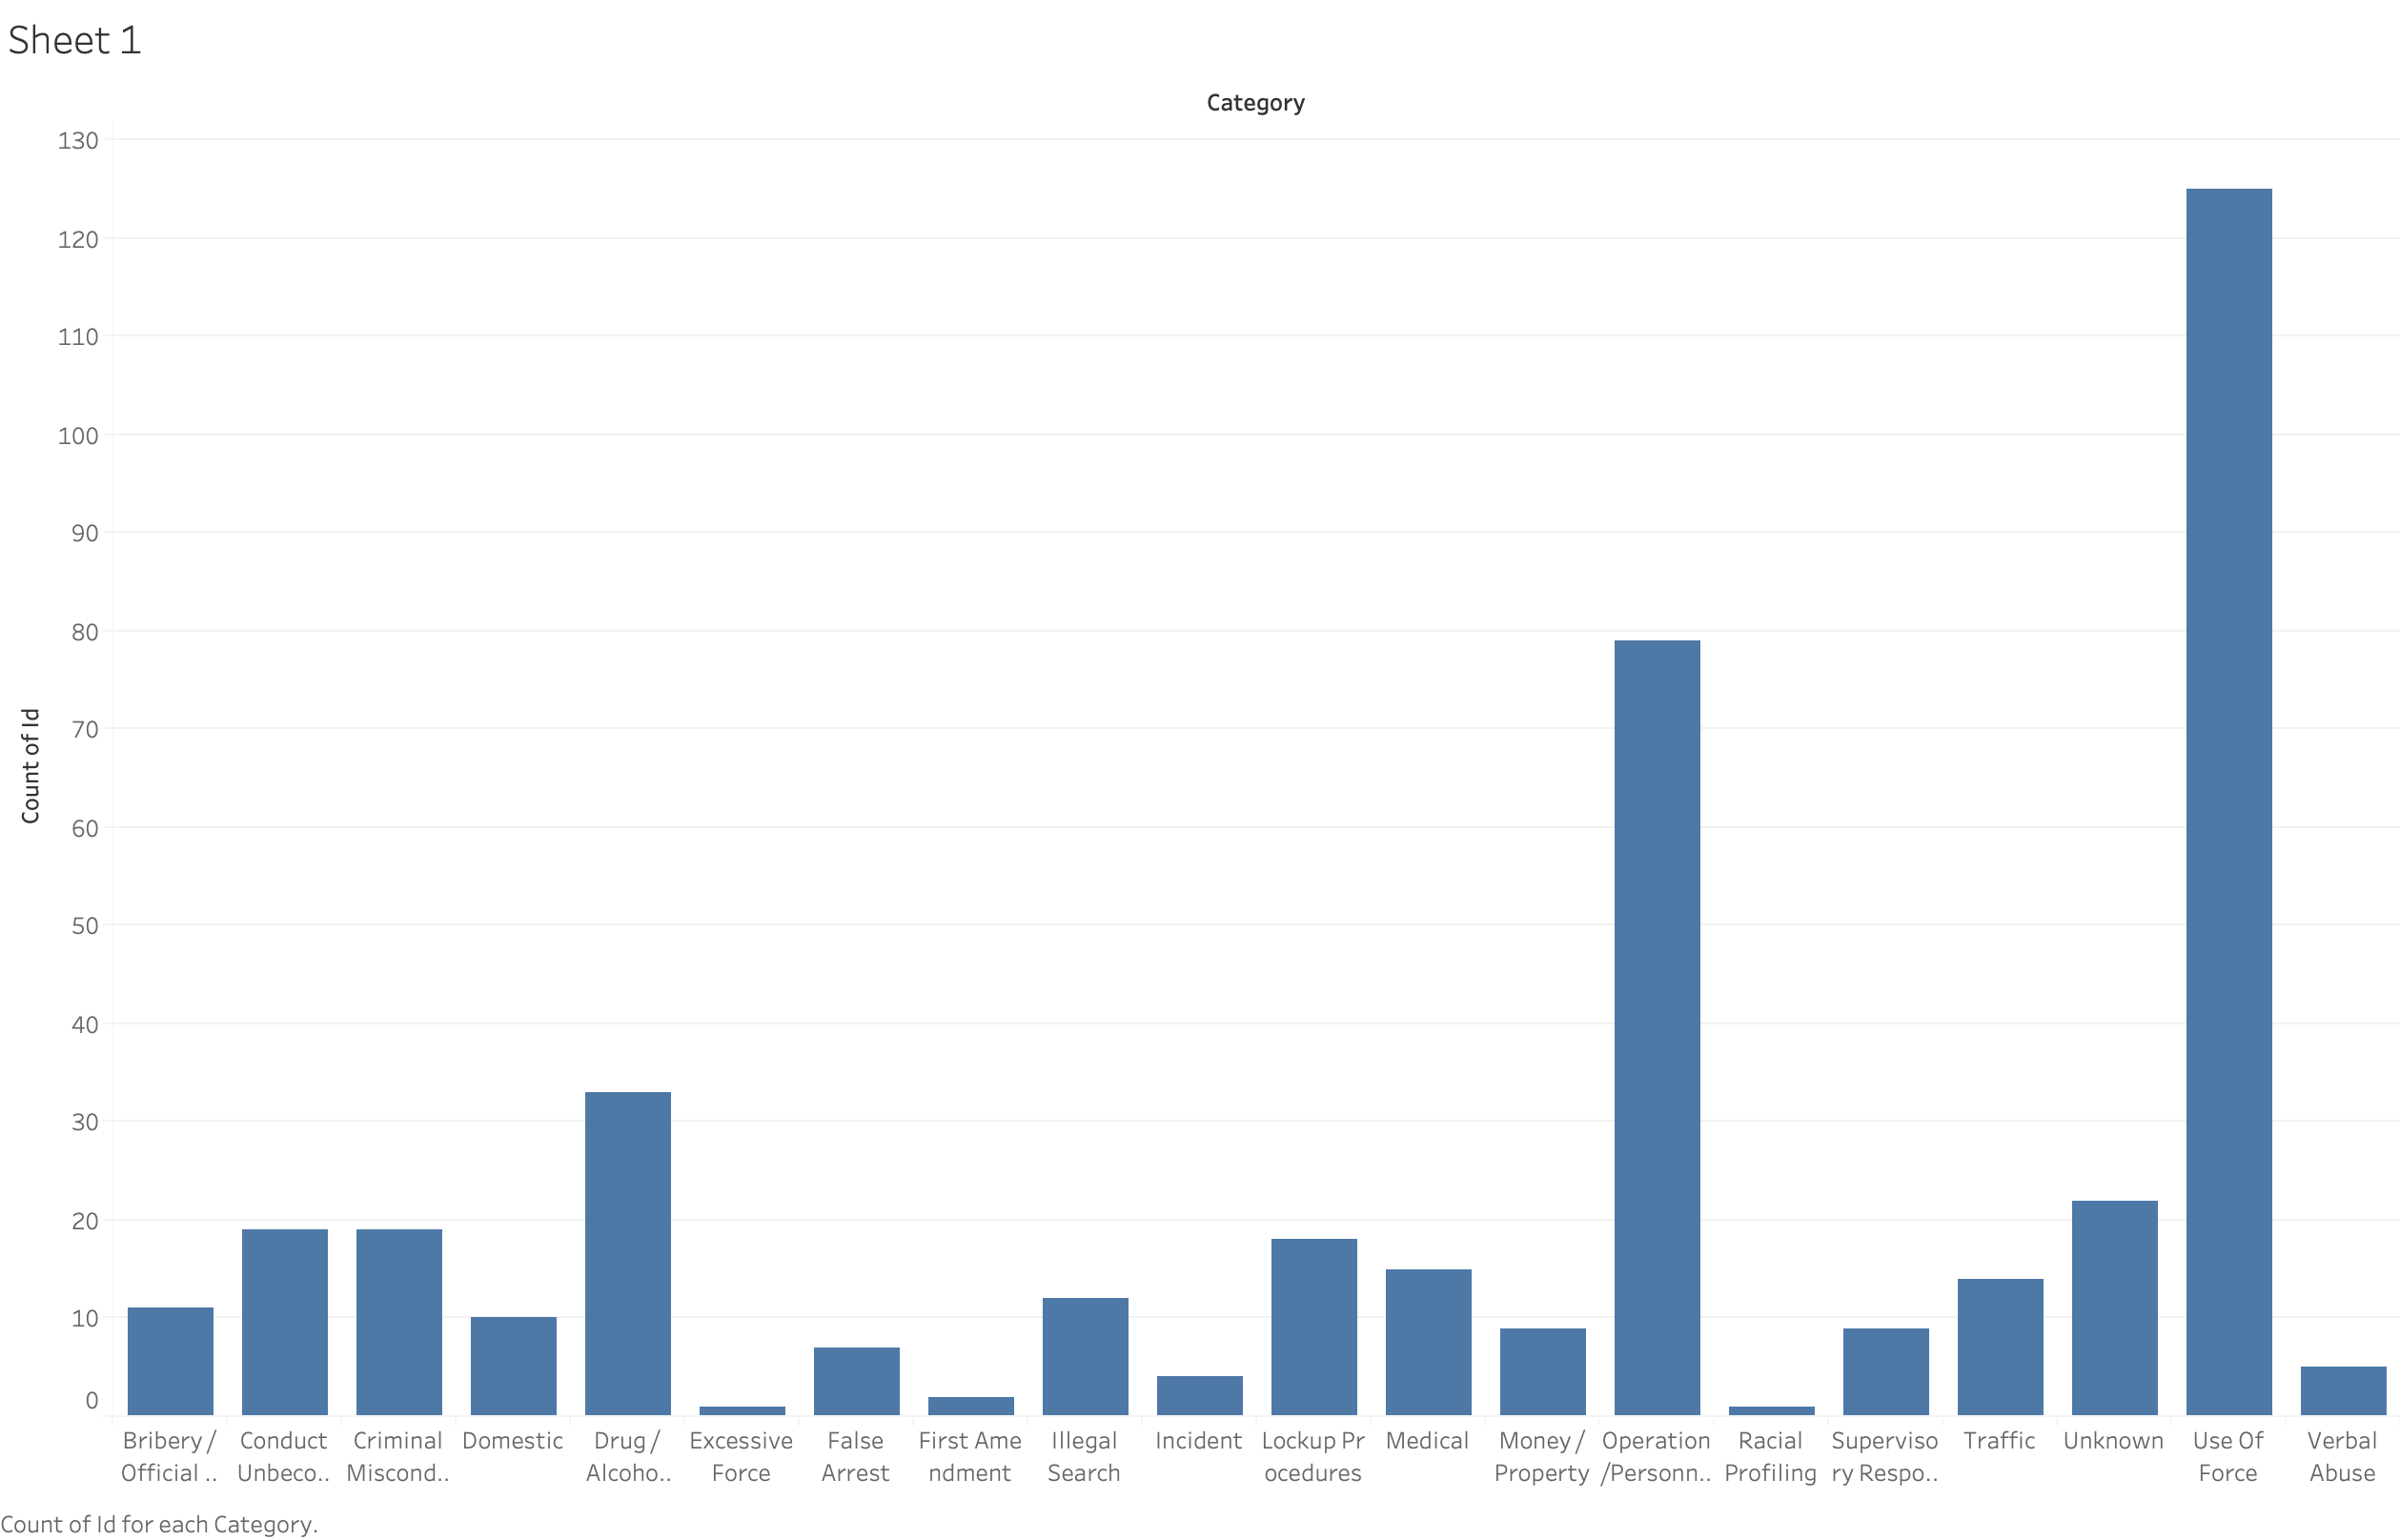 Sheet 1
Category
130
120
110
100
90
80
70
60
50
40
30
20
10
0
Count of Id
Bribery / Official ..
Conduct Unbeco..
Criminal Miscond..
Domestic
Drug / Alcoho..
Excessive Force
False Arrest
First Ame ndment
Illegal Search
Incident
Lockup Pr ocedures
Medical
Money / Property
Operation /Personn..
Racial Profiling
Superviso ry Respo..
Traffic
Unknown
Use Of Force
Verbal Abuse
Count of Id for each Category.